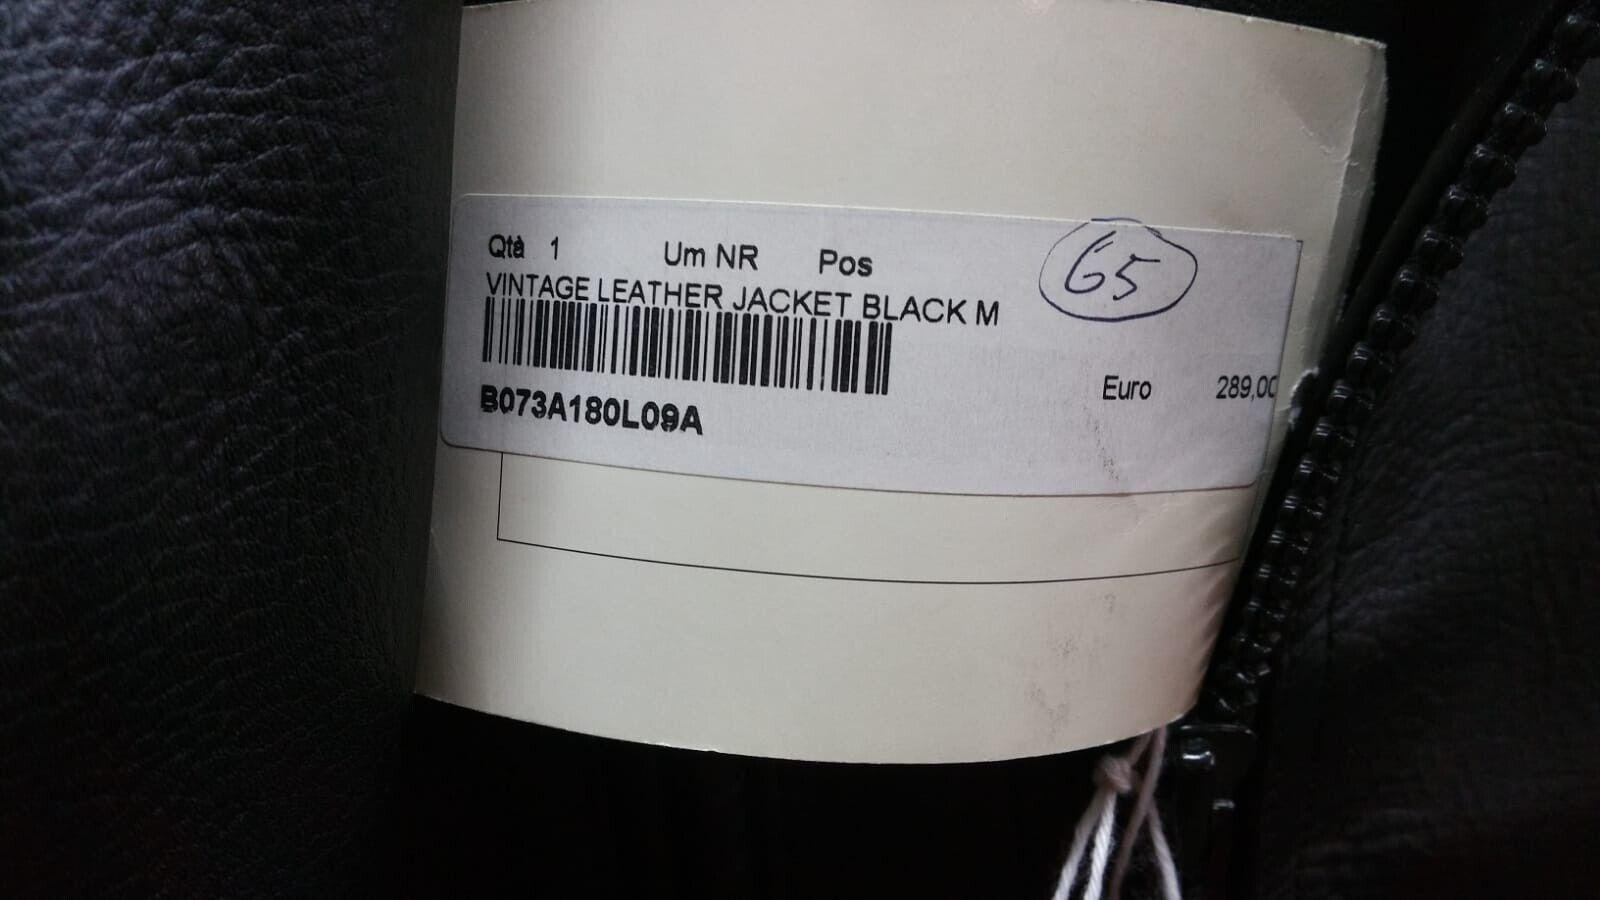 Qtà 1 Um NR Pos 65
VINTAGE LEATHER JACKET BLACK M
Euro 289,00
B073A180L09A